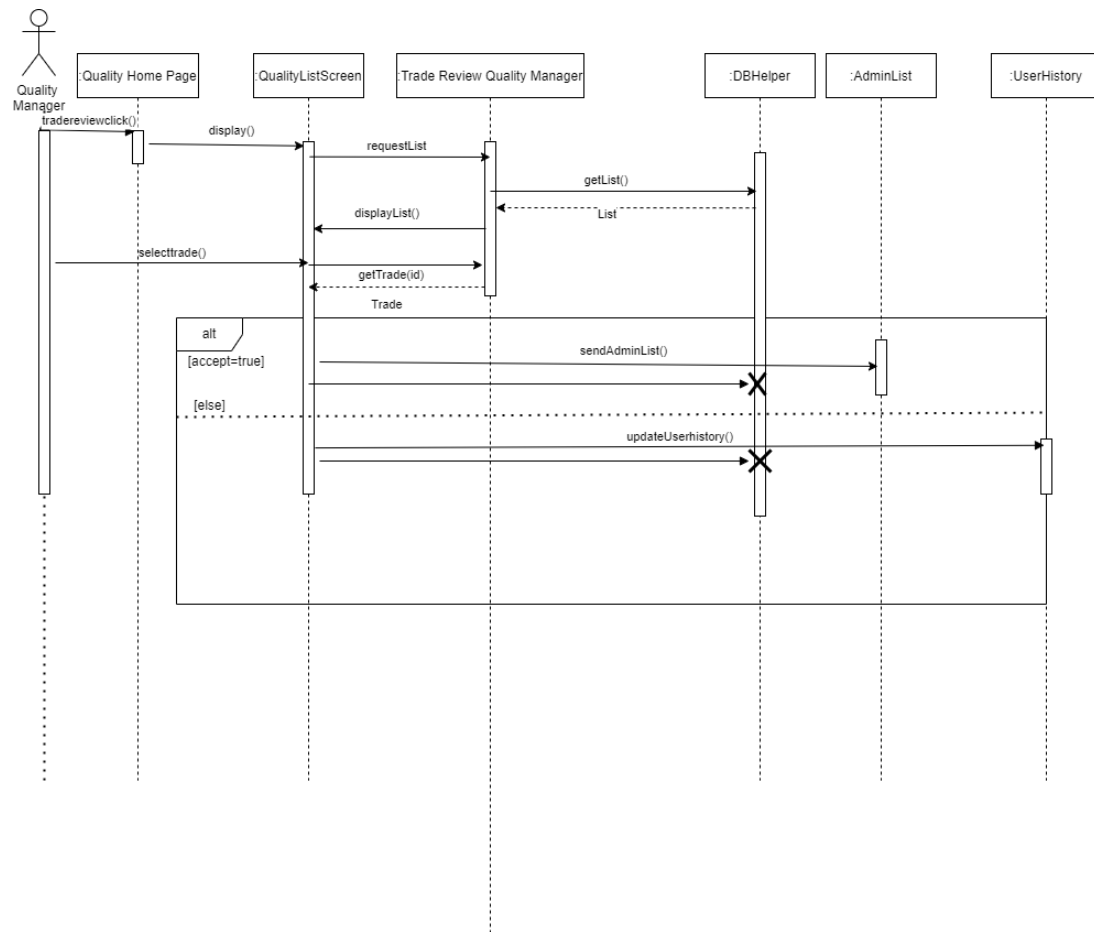 :Quality Home Page
:QualityListScreen
:Trade Review Quality Manager
:DBHelper
:AdminList
:UserHistory
Quality
Manager
tradereviewclick()
display()
requestList
getList()
List
displayList()
selecttrade()
getTrade(id)
Trade
alt
[accept=true]
sendAdminList()
[else]
updateUserhistory()